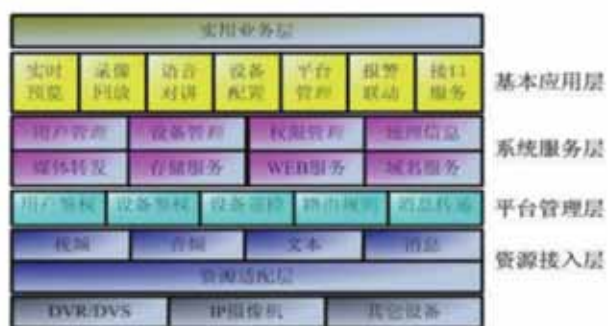 实用业务层
实时预览 录像回放 语音对讲 设备配置 平台管理 报警联动 接口服务
基本应用层
用户管理 设备管理 权限管理 地理信息
媒体转发 存储服务 WEB服务 域名服务
系统服务层
用户鉴权 设备鉴权 设备巡检 路由规则 消息传递
平台管理层
视频 音频 文本 消息
资源适配层
资源接入层
DVR/DVS IP摄像机 其它设备